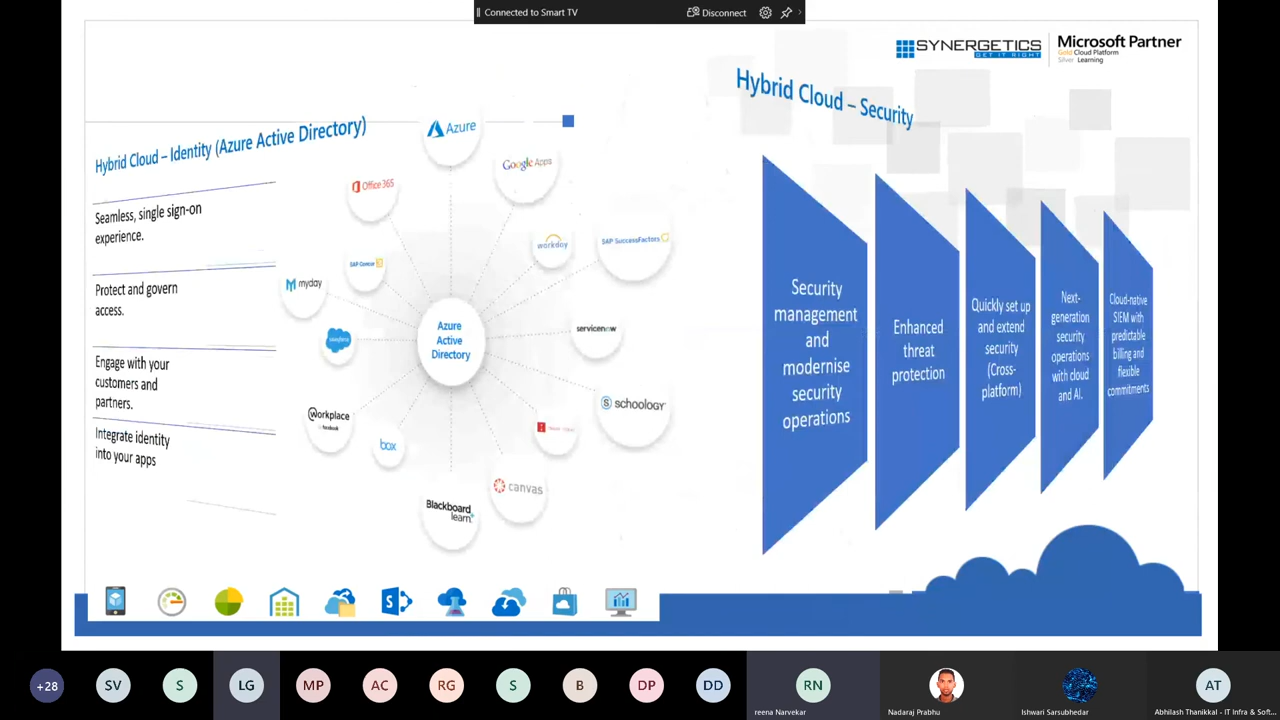 Connected to Smart TV
Disconnect
SYNERGETICS
GET IT RIGHT
Microsoft Partner
Gold Cloud Platform
Silver Learning
Hybrid Cloud – Identity (Azure Active Directory)
Seamless, single sign-on
experience.
Protect and govern
access.
Engage with your
customers and
partners.
Integrate identity
into your apps
Azure
Google Apps
Office 365
workday
SAP SuccessFactors
SAP Concur
myday
Azure
Active
Directory
servicenow
salesforce
schoology
Workplace
by facebook
box
canvas
Blackboard
learn
Hybrid Cloud – Security
Security
management
and
modernise
security
operations
Enhanced
threat
protection
Quickly set up
and extend
security
(Cross-
platform)
Next-
generation
security
operations
with cloud
and AI.
Cloud-native
SIEM with
predictable
billing and
flexible
commitments
S
+28
SV
S
LG
MP
AC
RG
S
B
DP
DD
RN
reena Narvekar
Nadaraj Prabhu
Ishwari Sarsubhedar
AT
Abhilash Thanikkal - IT Infra & Soft...